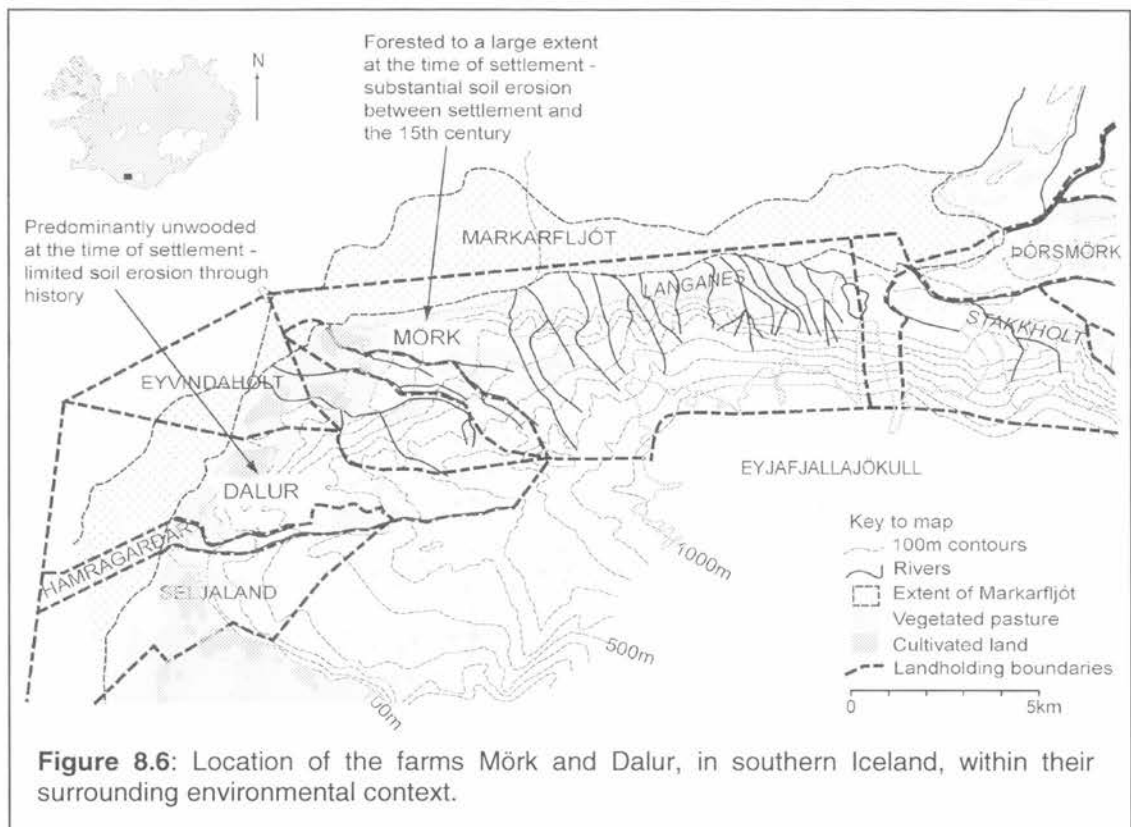 Forested to a large extent
at the time of settlement -
substantial soil erosion
between settlement and
the 15th century
N
Predominantly unwooded
at the time of settlement -
limited soil erosion through
history
MARKARFLJÓT
ÞÓRSMÖRK
LANGANES
STAKKHOLT
MÖRK
EYVINDAHOLT
EYJAFJALLAJÖKULL
DALUR
HAMRAGARÐAR
SELJALAND
1000m
500m
100m
Key to map
100m contours
Rivers
Extent of Markarfljót
Vegetated pasture
Cultivated land
Landholding boundaries
0 5km
Figure 8.6: Location of the farms Mörk and Dalur, in southern Iceland, within their
surrounding environmental context.